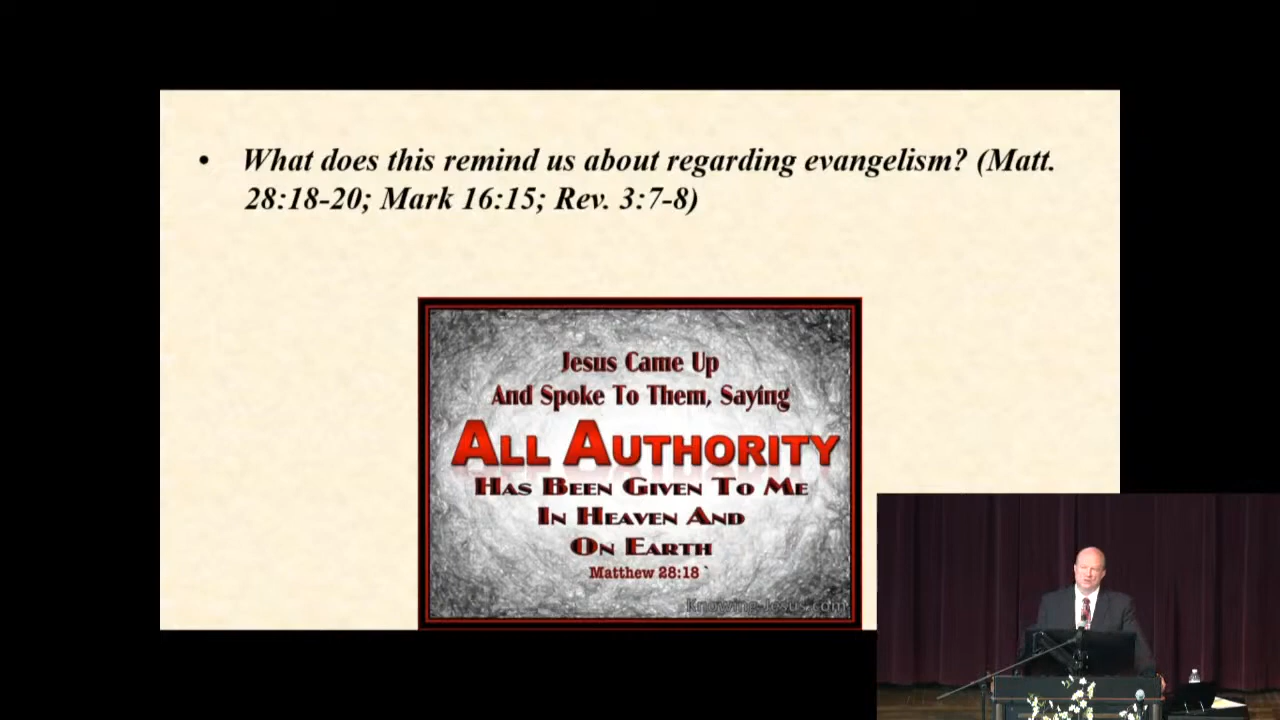 • What does this remind us about regarding evangelism? (Matt.
28:18-20; Mark 16:15; Rev. 3:7-8)
Jesus Came Up
And Spoke To Them, Saying
All Authority
Has Been Given To Me
In Heaven And
On Earth
Matthew 28:18 `
Knowing-Jesus.com